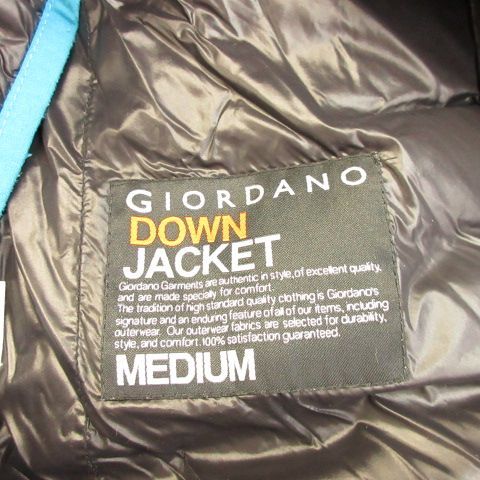 GIORDANO
DOWN
JACKET
Giordano Garments are authentic in style, of excellent quality,
and are made specially for comfort.
The tradition of high standard quality clothing is Giordano's
signature and an enduring feature of all of our items, including
outerwear. Our outerwear fabrics are selected for durability,
style, and comfort. 100% satisfaction guaranteed.
MEDIUM